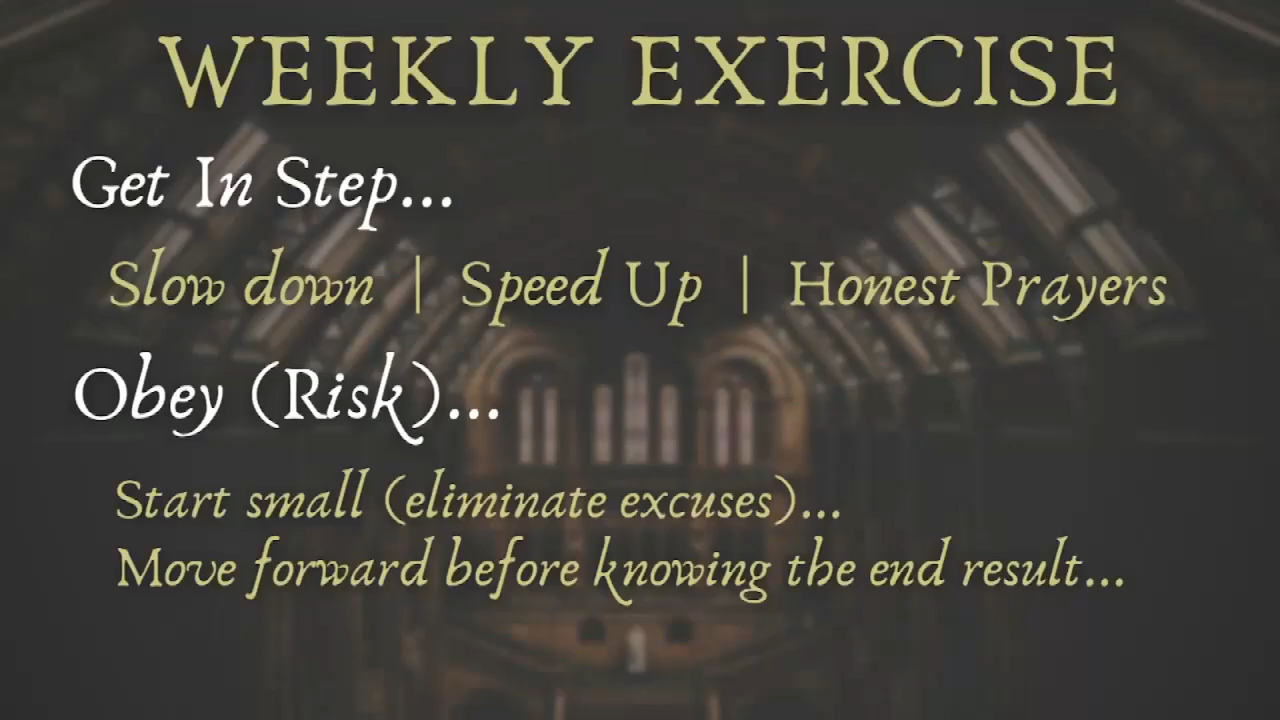 WEEKLY EXERCISE
Get In Step...
Slow down | Speed Up | Honest Prayers
Obey (Risk)...
Start small (eliminate excuses)...
Move forward before knowing the end result...